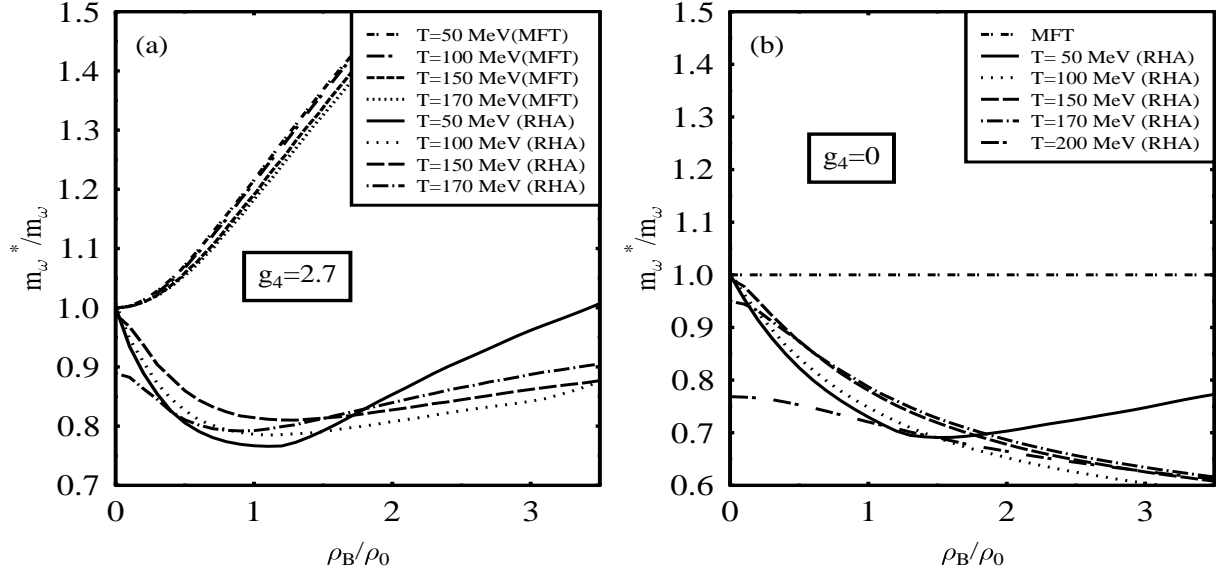 1.5
1.4
1.3
1.2
1.1
1.0
0.9
0.8
0.7
m_ω*/m_ω
(a)
T=50 MeV(MFT)
T=100 MeV(MFT)
T=150 MeV(MFT)
T=170 MeV(MFT)
T=50 MeV (RHA)
T=100 MeV (RHA)
T=150 MeV (RHA)
T=170 MeV (RHA)
g₄=2.7
0 1 2 3
ρ_B/ρ₀
1.5
1.4
1.3
1.2
1.1
1.0
0.9
0.8
0.7
0.6
m_ω*/m_ω
(b)
MFT
T= 50 MeV (RHA)
T=100 MeV (RHA)
T=150 MeV (RHA)
T=170 MeV (RHA)
T=200 MeV (RHA)
g₄=0
0 1 2 3
ρ_B/ρ₀